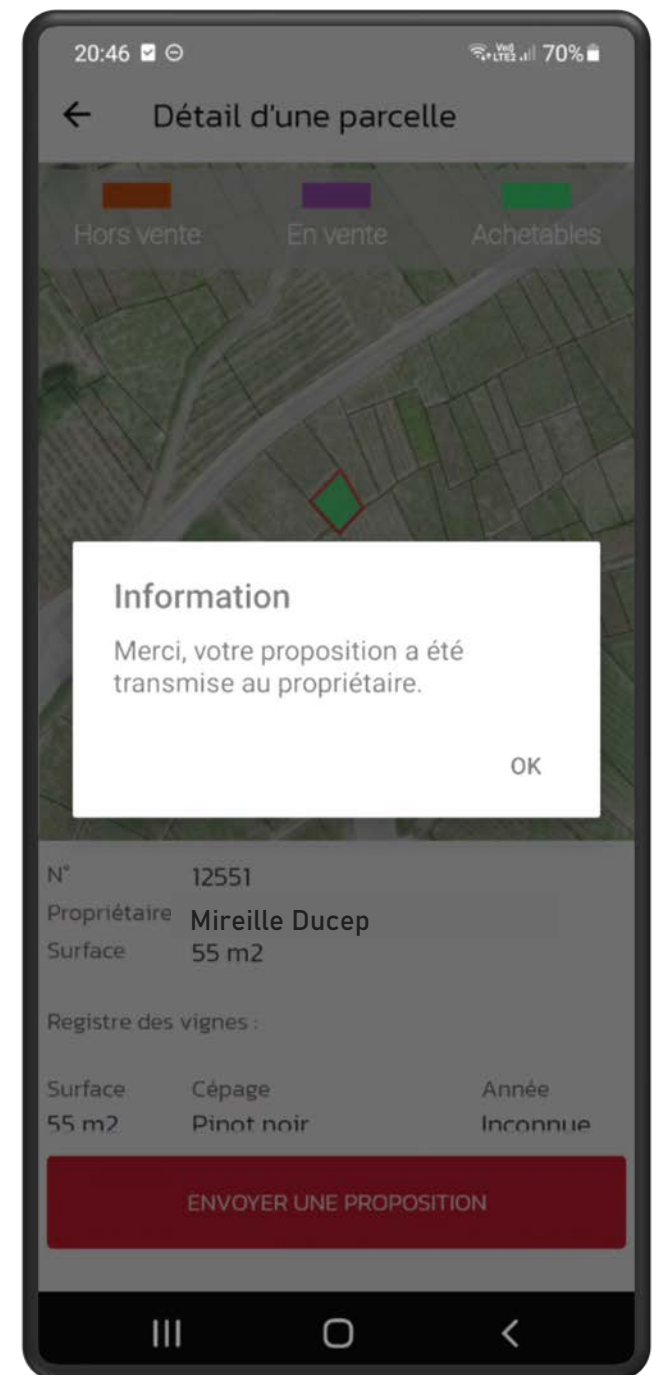 20:46
Vo))
LTE2
70%
Détail d'une parcelle
Hors vente En vente Achetables
Information
Merci, votre proposition a été
transmise au propriétaire.
OK
N° 12551
Propriétaire Mireille Ducep
Surface 55 m2
Registre des vignes :
Surface Cépage Année
55 m2 Pinot noir Inconnue
ENVOYER UNE PROPOSITION